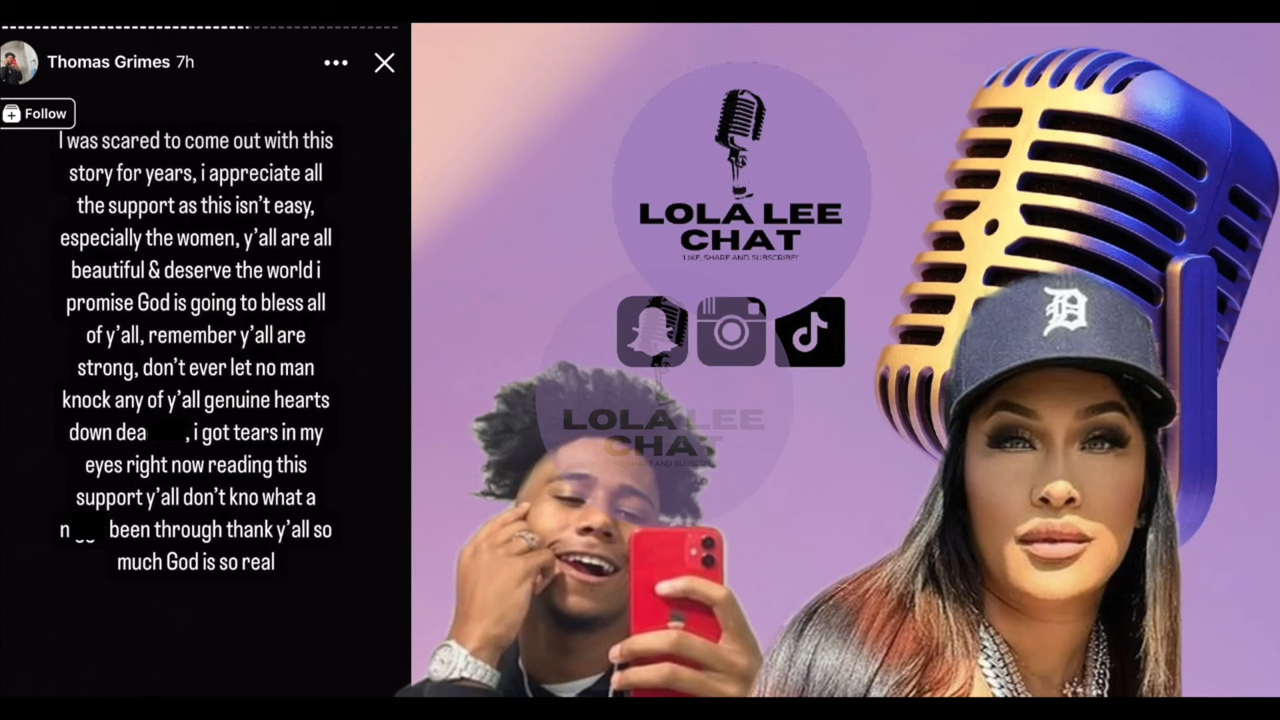 Thomas Grimes 7h
Follow
I was scared to come out with this
story for years, i appreciate all
the support as this isn't easy,
especially the women, y'all are all
beautiful & deserve the world i
promise God is going to bless all
of y'all, remember y'all are
strong, don't ever let no man
knock any of y'all genuine hearts
down dea , i got tears in my
eyes right now reading this
support y'all don't kno what a
n been through thank y'all so
much God is so real
LOLA LEE
CHAT
"LIKE, SHARE AND SUBSCRIBE!"
LOLA LEE
CHAT
D